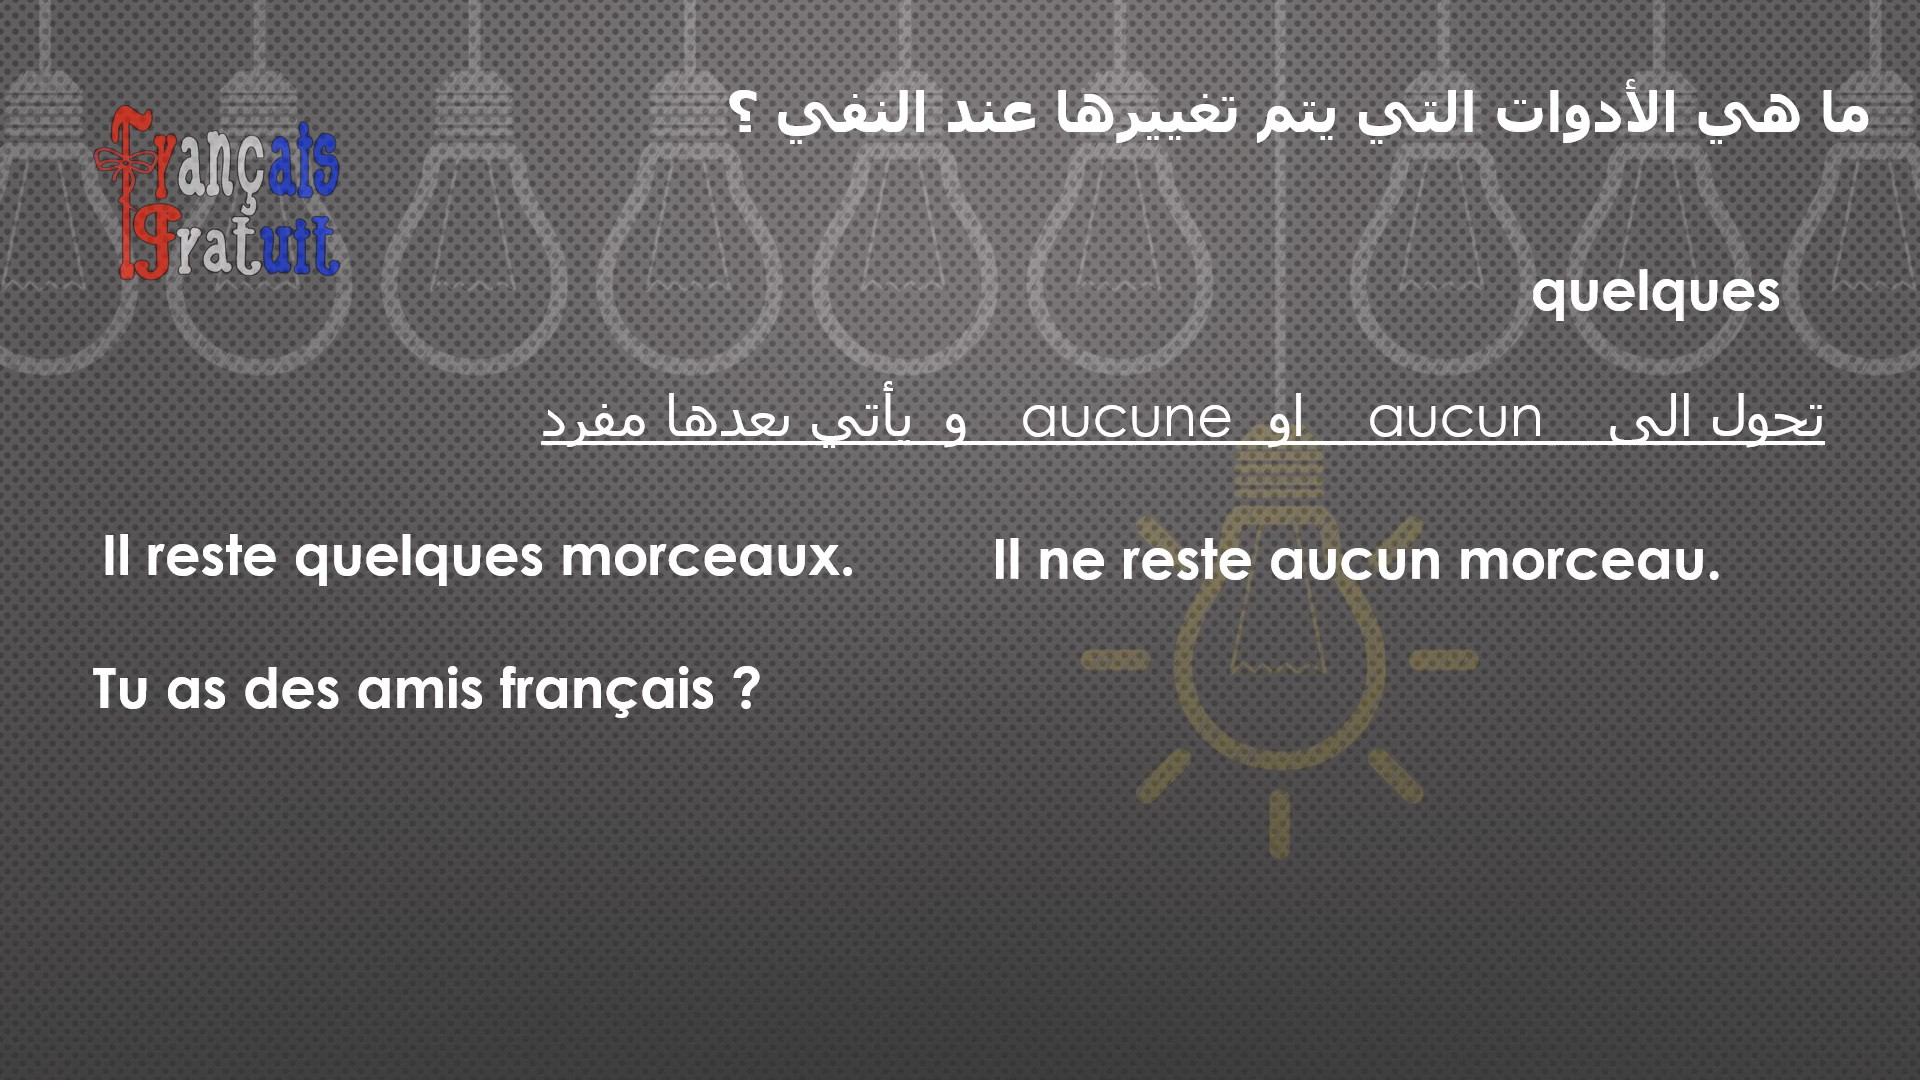 ما هي الأدوات التي يتم تغييرها عند النفي ؟
Français
Gratuit
quelques
تحول الى aucun او aucune و يأتي بعدها مفرد
Il reste quelques morceaux. Il ne reste aucun morceau.
Tu as des amis français ?